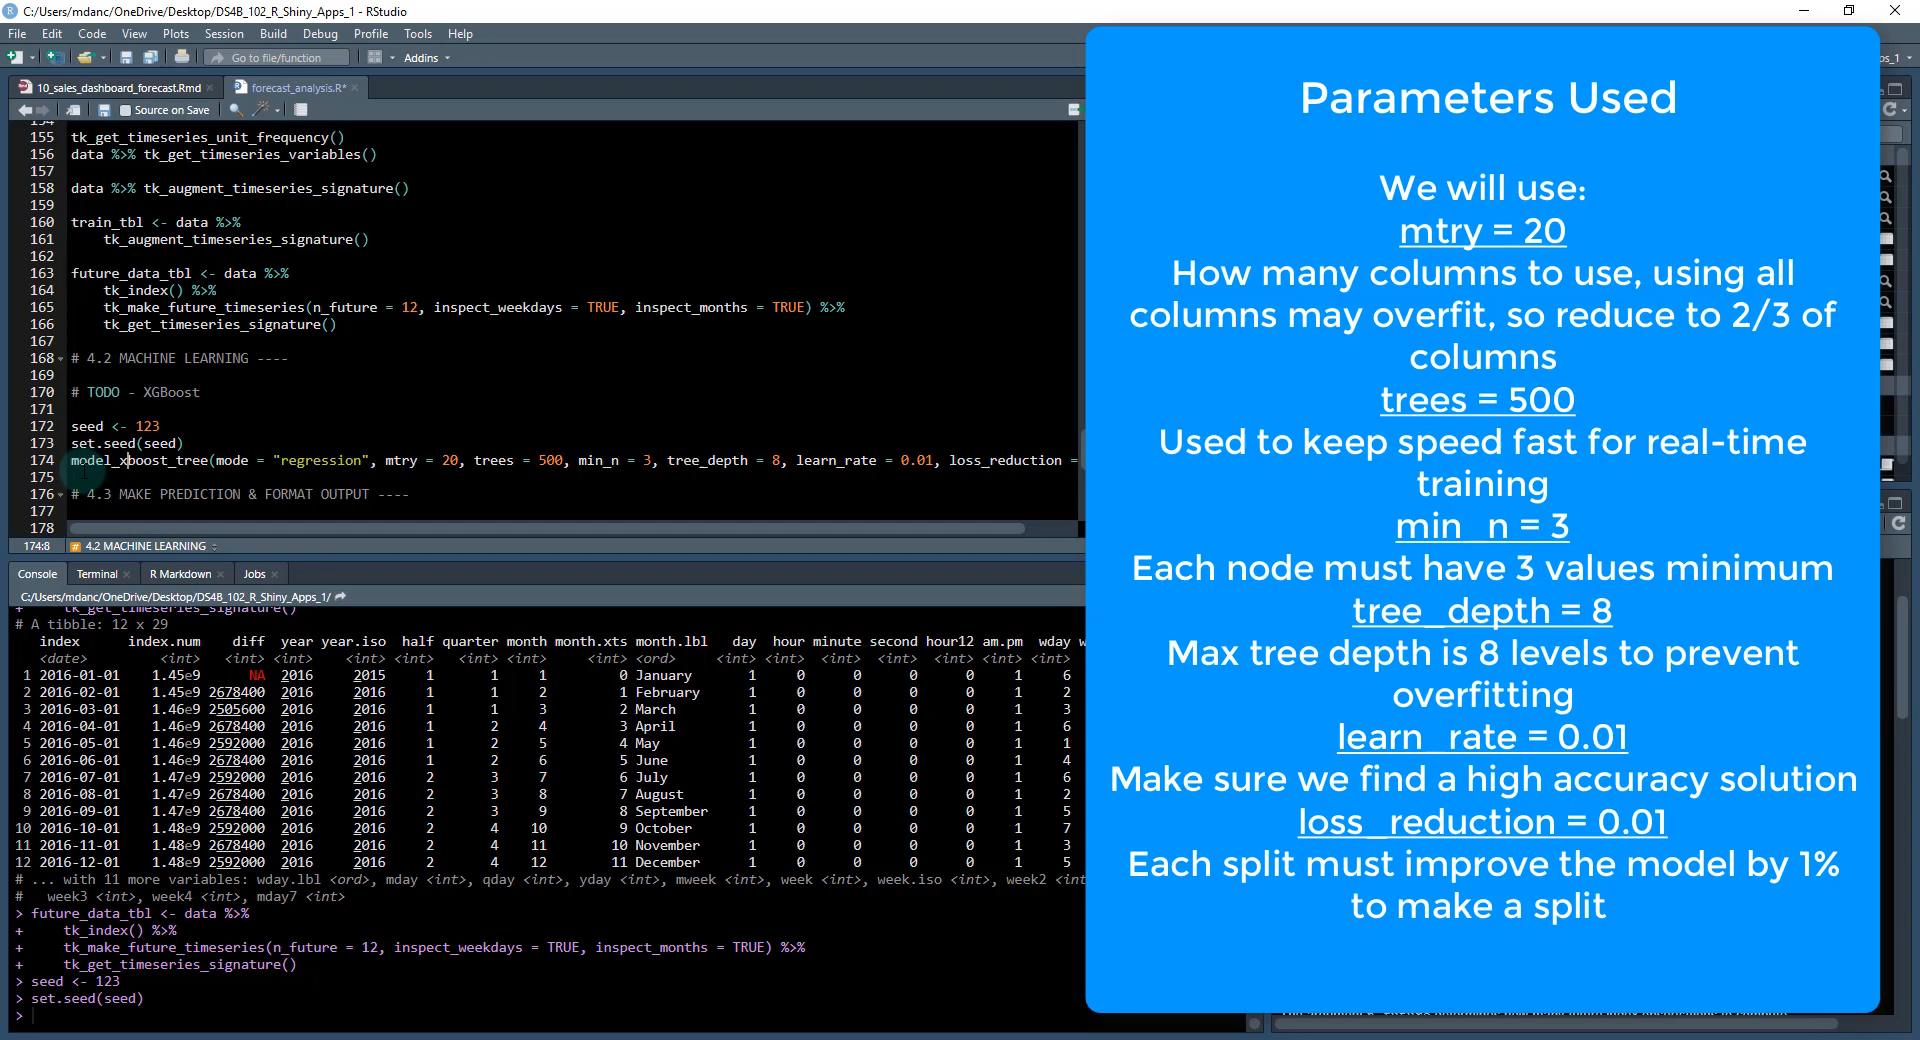 C:/Users/mdanc/OneDrive/Desktop/DS4B_102_R_Shiny_Apps_1 - RStudio
File Edit Code View Plots Session Build Debug Profile Tools Help
Go to file/function Addins
10_sales_dashboard_forecast.Rmd forecast_analysis.R*
Source on Save
154
155 tk_get_timeseries_unit_frequency()
156 data %>% tk_get_timeseries_variables()
157
158 data %>% tk_augment_timeseries_signature()
159
160 train_tbl <- data %>%
161 tk_augment_timeseries_signature()
162
163 future_data_tbl <- data %>%
164 tk_index() %>%
165 tk_make_future_timeseries(n_future = 12, inspect_weekdays = TRUE, inspect_months = TRUE) %>%
166 tk_get_timeseries_signature()
167
168 # 4.2 MACHINE LEARNING ----
169
170 # TODO - XGBoost
171
172 seed <- 123
173 set.seed(seed)
174 model_xboost_tree(mode = "regression", mtry = 20, trees = 500, min_n = 3, tree_depth = 8, learn_rate = 0.01, loss_reduction =
175
176 # 4.3 MAKE PREDICTION & FORMAT OUTPUT ----
177
178
174:8 # 4.2 MACHINE LEARNING
Console Terminal R Markdown Jobs
C:/Users/mdanc/OneDrive/Desktop/DS4B_102_R_Shiny_Apps_1/
+ tk_get_timeseries_signature()
# A tibble: 12 x 29
index index.num diff year year.iso half quarter month month.xts month.lbl day hour minute second hour12 am.pm wday w
<date> <int> <int> <int> <int> <int> <int> <int> <int> <ord> <int> <int> <int> <int> <int> <int> <int>
1 2016-01-01 1.45e9 NA 2016 2015 1 1 1 0 January 1 0 0 0 0 1 6
2 2016-02-01 1.45e9 2678400 2016 2016 1 1 2 1 February 1 0 0 0 0 1 2
3 2016-03-01 1.46e9 2505600 2016 2016 1 1 3 2 March 1 0 0 0 0 1 3
4 2016-04-01 1.46e9 2678400 2016 2016 1 2 4 3 April 1 0 0 0 0 1 6
5 2016-05-01 1.46e9 2592000 2016 2016 1 2 5 4 May 1 0 0 0 0 1 1
6 2016-06-01 1.46e9 2678400 2016 2016 1 2 6 5 June 1 0 0 0 0 1 4
7 2016-07-01 1.47e9 2592000 2016 2016 2 3 7 6 July 1 0 0 0 0 1 6
8 2016-08-01 1.47e9 2678400 2016 2016 2 3 8 7 August 1 0 0 0 0 1 2
9 2016-09-01 1.47e9 2678400 2016 2016 2 3 9 8 September 1 0 0 0 0 1 5
10 2016-10-01 1.48e9 2592000 2016 2016 2 4 10 9 October 1 0 0 0 0 1 7
11 2016-11-01 1.48e9 2678400 2016 2016 2 4 11 10 November 1 0 0 0 0 1 3
12 2016-12-01 1.48e9 2592000 2016 2016 2 4 12 11 December 1 0 0 0 0 1 5
# ... with 11 more variables: wday.lbl <ord>, mday <int>, qday <int>, yday <int>, mweek <int>, week <int>, week.iso <int>, week2 <int
# week3 <int>, week4 <int>, mday7 <int>
> future_data_tbl <- data %>%
+ tk_index() %>%
+ tk_make_future_timeseries(n_future = 12, inspect_weekdays = TRUE, inspect_months = TRUE) %>%
+ tk_get_timeseries_signature()
> seed <- 123
> set.seed(seed)
>
Parameters Used
We will use:
mtry = 20
How many columns to use, using all
columns may overfit, so reduce to 2/3 of
columns
trees = 500
Used to keep speed fast for real-time
training
min_n = 3
Each node must have 3 values minimum
tree_depth = 8
Max tree depth is 8 levels to prevent
overfitting
learn_rate = 0.01
Make sure we find a high accuracy solution
loss_reduction = 0.01
Each split must improve the model by 1%
to make a split